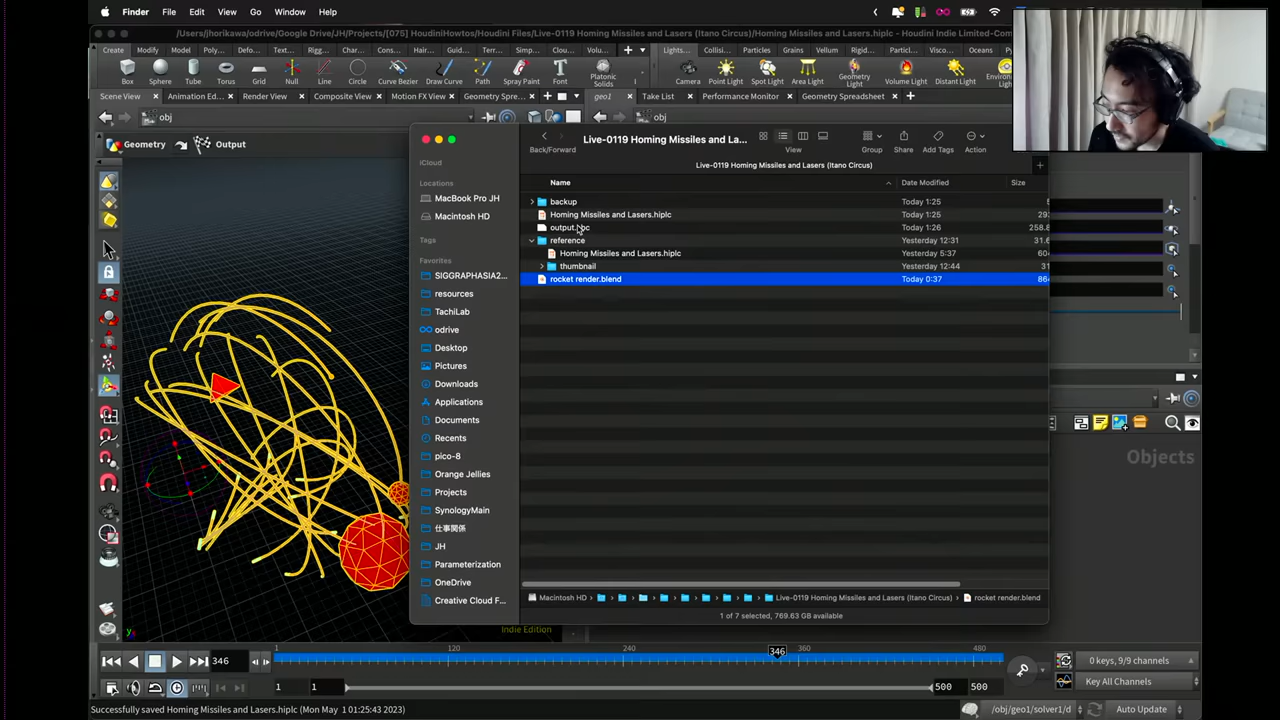 Finder File Edit View Go Window Help
/Users/jhorikawa/Google Drive/JH/Projects/[075] HoudiniHowtos/Houdini Files/Live-0119 Homing Missiles and Lasers (Itano Circus)/Homing Missiles and Lasers.hiplc - Houdini Indie Limited-Com
Create Modify Model Poly... Defo... Text... Rigg... Char... Cons... Hair... Guid... Terr... Sim... Clou... Volu... Lights... Collisi... Particles Grains Vellum Rigid... Partic... Visco... Oceans
Box Sphere Tube Torus Grid Null Line Circle Curve Bezier Draw Curve Path Spray Paint Font Platonic Solids Camera Point Light Spot Light Area Light Geometry Light Volume Light Distant Light Environ
Scene View Animation Ed... Render View Composite View Motion FX View Geometry Spre... geo1 Take List Performance Monitor Geometry Spreadsheet
obj obj
Geometry Output
Live-0119 Homing Missiles and La...
Back/Forward View Group Share Add Tags Action
Live-0119 Homing Missiles and Lasers (Itano Circus)
iCloud
Locations
MacBook Pro JH
Macintosh HD
Tags
Favorites
SIGGRAPHASIA2...
resources
TachiLab
odrive
Desktop
Pictures
Downloads
Applications
Documents
Recents
pico-8
Orange Jellies
Projects
SynologyMain
仕事関係
JH
Parameterization
OneDrive
Creative Cloud F...
Name Date Modified Size
backup Today 1:25
Homing Missiles and Lasers.hiplc Today 1:25 29
output.abc Today 1:26 258.8
reference Yesterday 12:31 31.6
Homing Missiles and Lasers.hiplc Yesterday 5:37 60
thumbnail Yesterday 12:44 31
rocket render.blend Today 0:37 86
Macintosh HD Live-0119 Homing Missiles and Lasers (Itano Circus) rocket render.blend
1 of 7 selected, 769.63 GB available
Objects
Indie Edition
y
346 1 120 240 346 360 480
1 1 500 500
0 keys, 9/9 channels
Key All Channels
Successfully saved Homing Missiles and Lasers.hiplc (Mon May 1 01:25:43 2023)
/obj/geo1/solver1/d Auto Update